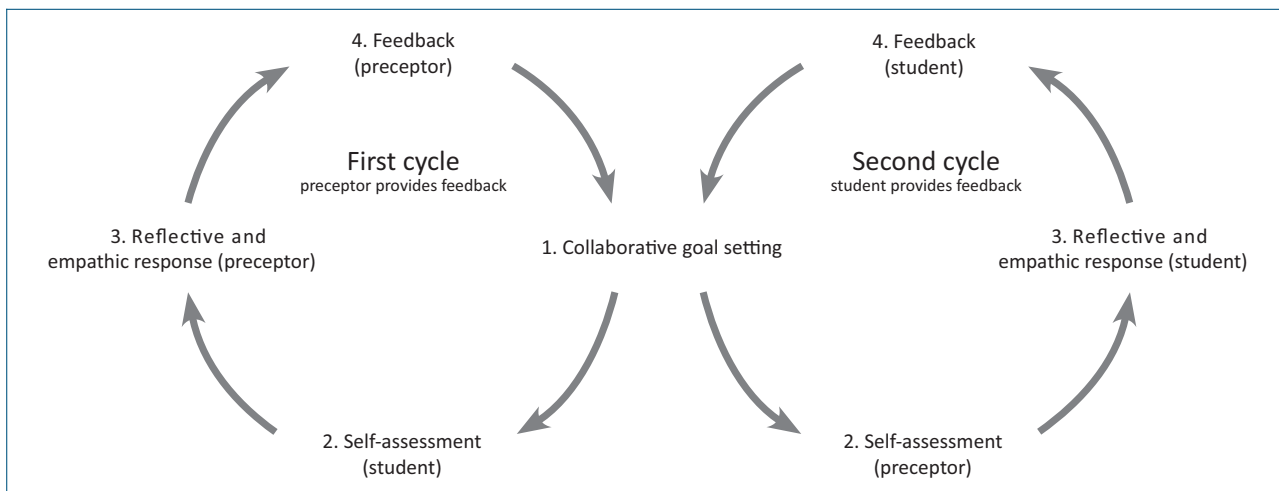 4. Feedback
(preceptor)
4. Feedback
(student)
First cycle
preceptor provides feedback
Second cycle
student provides feedback
3. Reflective and
empathic response (preceptor)
1. Collaborative goal setting
3. Reflective and
empathic response (student)
2. Self-assessment
(student)
2. Self-assessment
(preceptor)